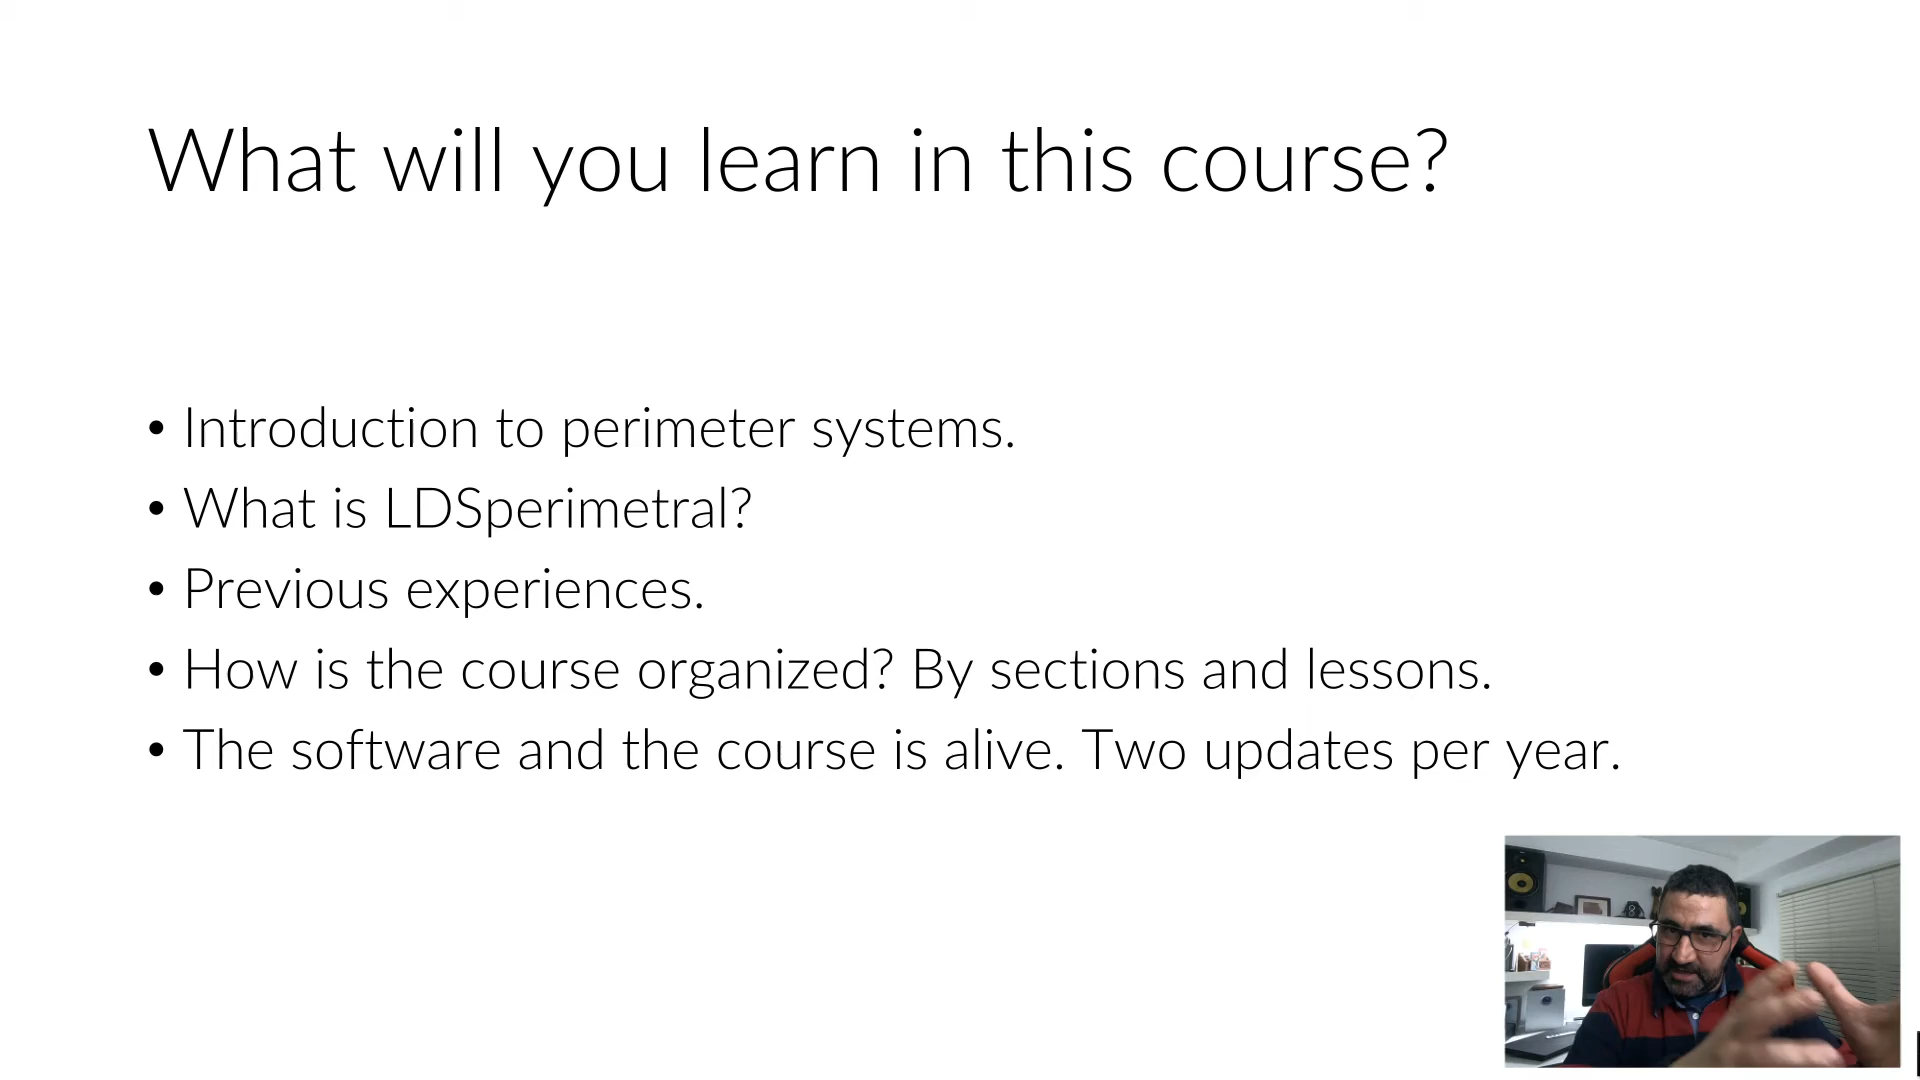 What will you learn in this course?
• Introduction to perimeter systems.
• What is LDSperimetral?
• Previous experiences.
• How is the course organized? By sections and lessons.
• The software and the course is alive. Two updates per year.